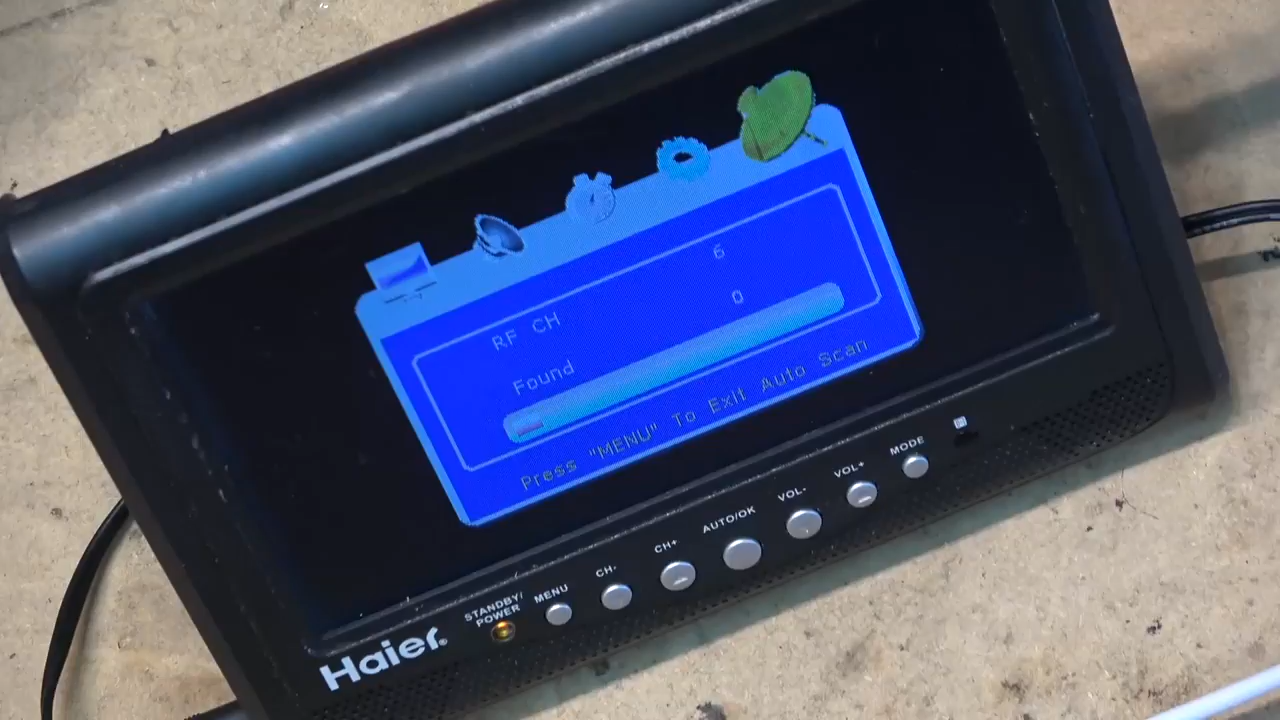 RF CH 6
Found 0
Press "MENU" To Exit Auto Scan
STANDBY/
POWER
MENU
CH-
CH+
AUTO/OK
VOL-
VOL+
MODE
Haier